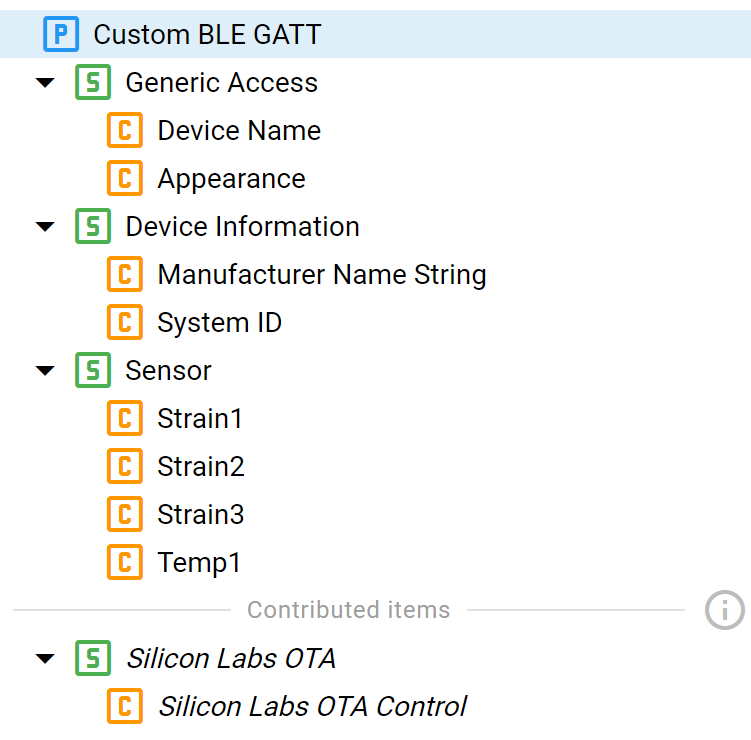 P Custom BLE GATT
S Generic Access
C Device Name
C Appearance
S Device Information
C Manufacturer Name String
C System ID
S Sensor
C Strain1
C Strain2
C Strain3
C Temp1
Contributed items i
S Silicon Labs OTA
C Silicon Labs OTA Control